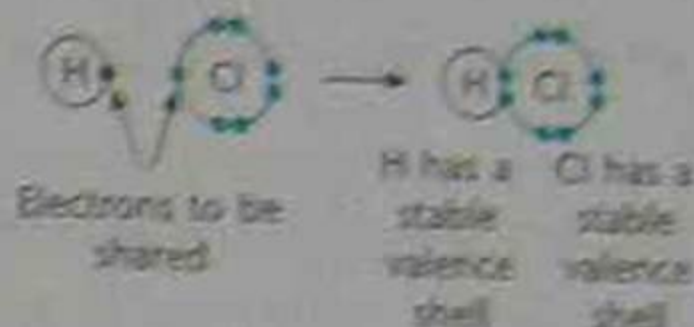 H Cl H Cl
Electrons to be
shared
H has a
stable
valence
shell
Cl has a
stable
valence
shell